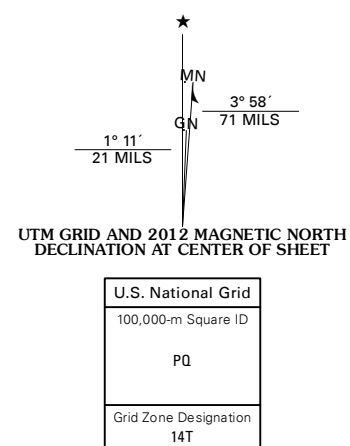 ★
MN
3° 58´
71 MILS
GN
1° 11´
21 MILS
UTM GRID AND 2012 MAGNETIC NORTH
DECLINATION AT CENTER OF SHEET
U.S. National Grid
100,000-m Square ID
PQ
Grid Zone Designation
14T